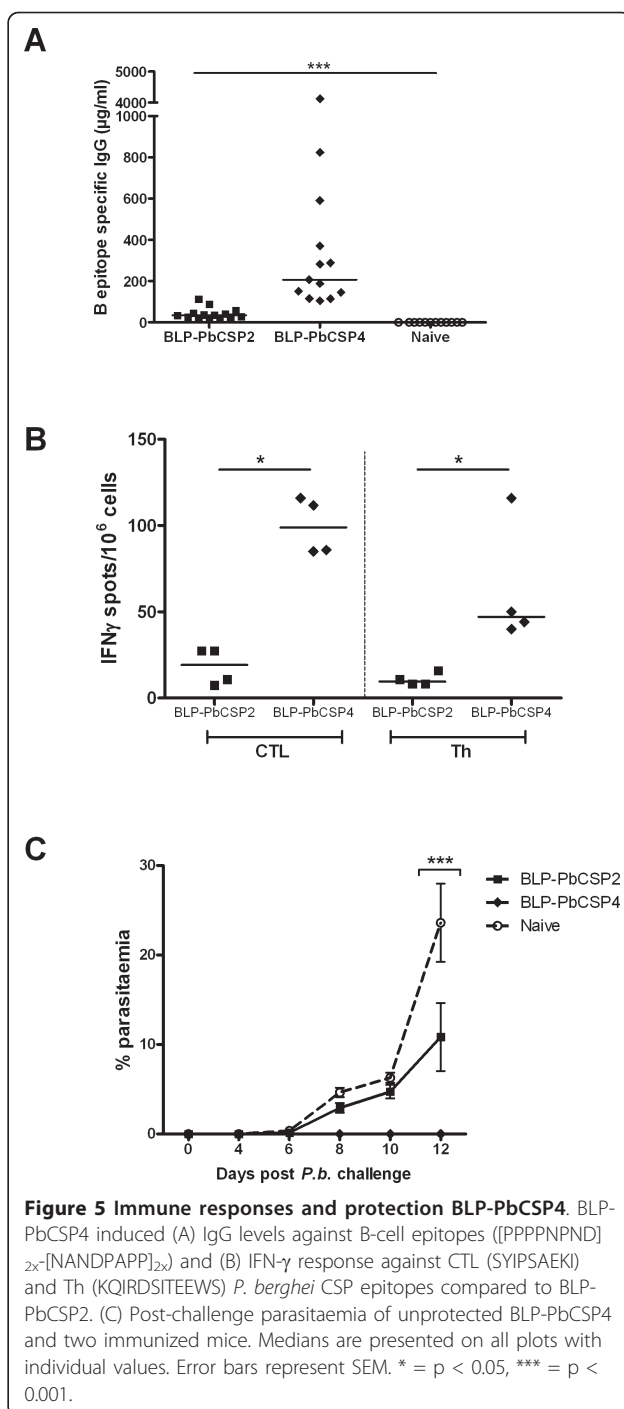 A
***
5000
4000
1000
800
600
400
200
0
B epitope specific IgG (µg/ml)
BLP-PbCSP2 BLP-PbCSP4 Naive
B
150
100
50
0
IFNγ spots/10⁶ cells
* *
BLP-PbCSP2 BLP-PbCSP4 BLP-PbCSP2 BLP-PbCSP4
CTL Th
C
30
20
10
0
% parasitaemia
***
BLP-PbCSP2
BLP-PbCSP4
Naive
0 4 6 8 10 12
Days post P.b. challenge
Figure 5 Immune responses and protection BLP-PbCSP4. BLP-
PbCSP4 induced (A) IgG levels against B-cell epitopes ([PPPPNPND]
2x-[NANDPAPP]2x) and (B) IFN-γ response against CTL (SYIPSAEKI)
and Th (KQIRDSITEEWS) P. berghei CSP epitopes compared to BLP-
PbCSP2. (C) Post-challenge parasitaemia of unprotected BLP-PbCSP4
and two immunized mice. Medians are presented on all plots with
individual values. Error bars represent SEM. * = p < 0.05, *** = p <
0.001.